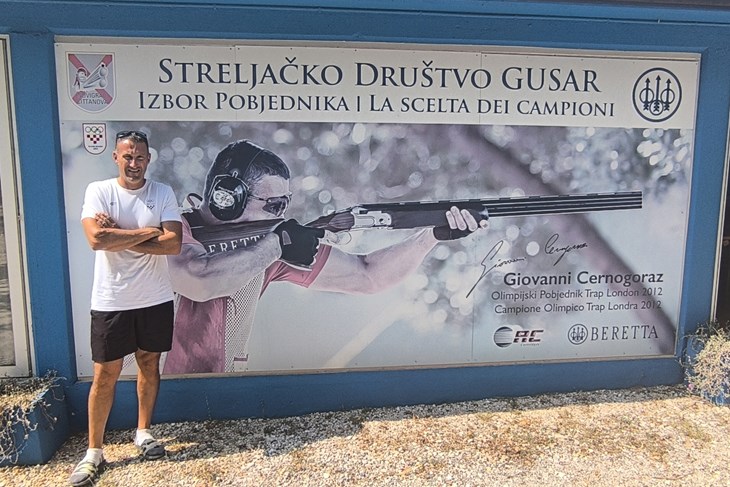 STRELJAČKO DRUŠTVO GUSAR
IZBOR POBJEDNIKA | LA SCELTA DEI CAMPIONI
BERETTA
Giovanni Cernogoraz
Olimpijski Pobjednik Trap London 2012
Campione Olimpico Trap Londra 2012
RC
BERETTA